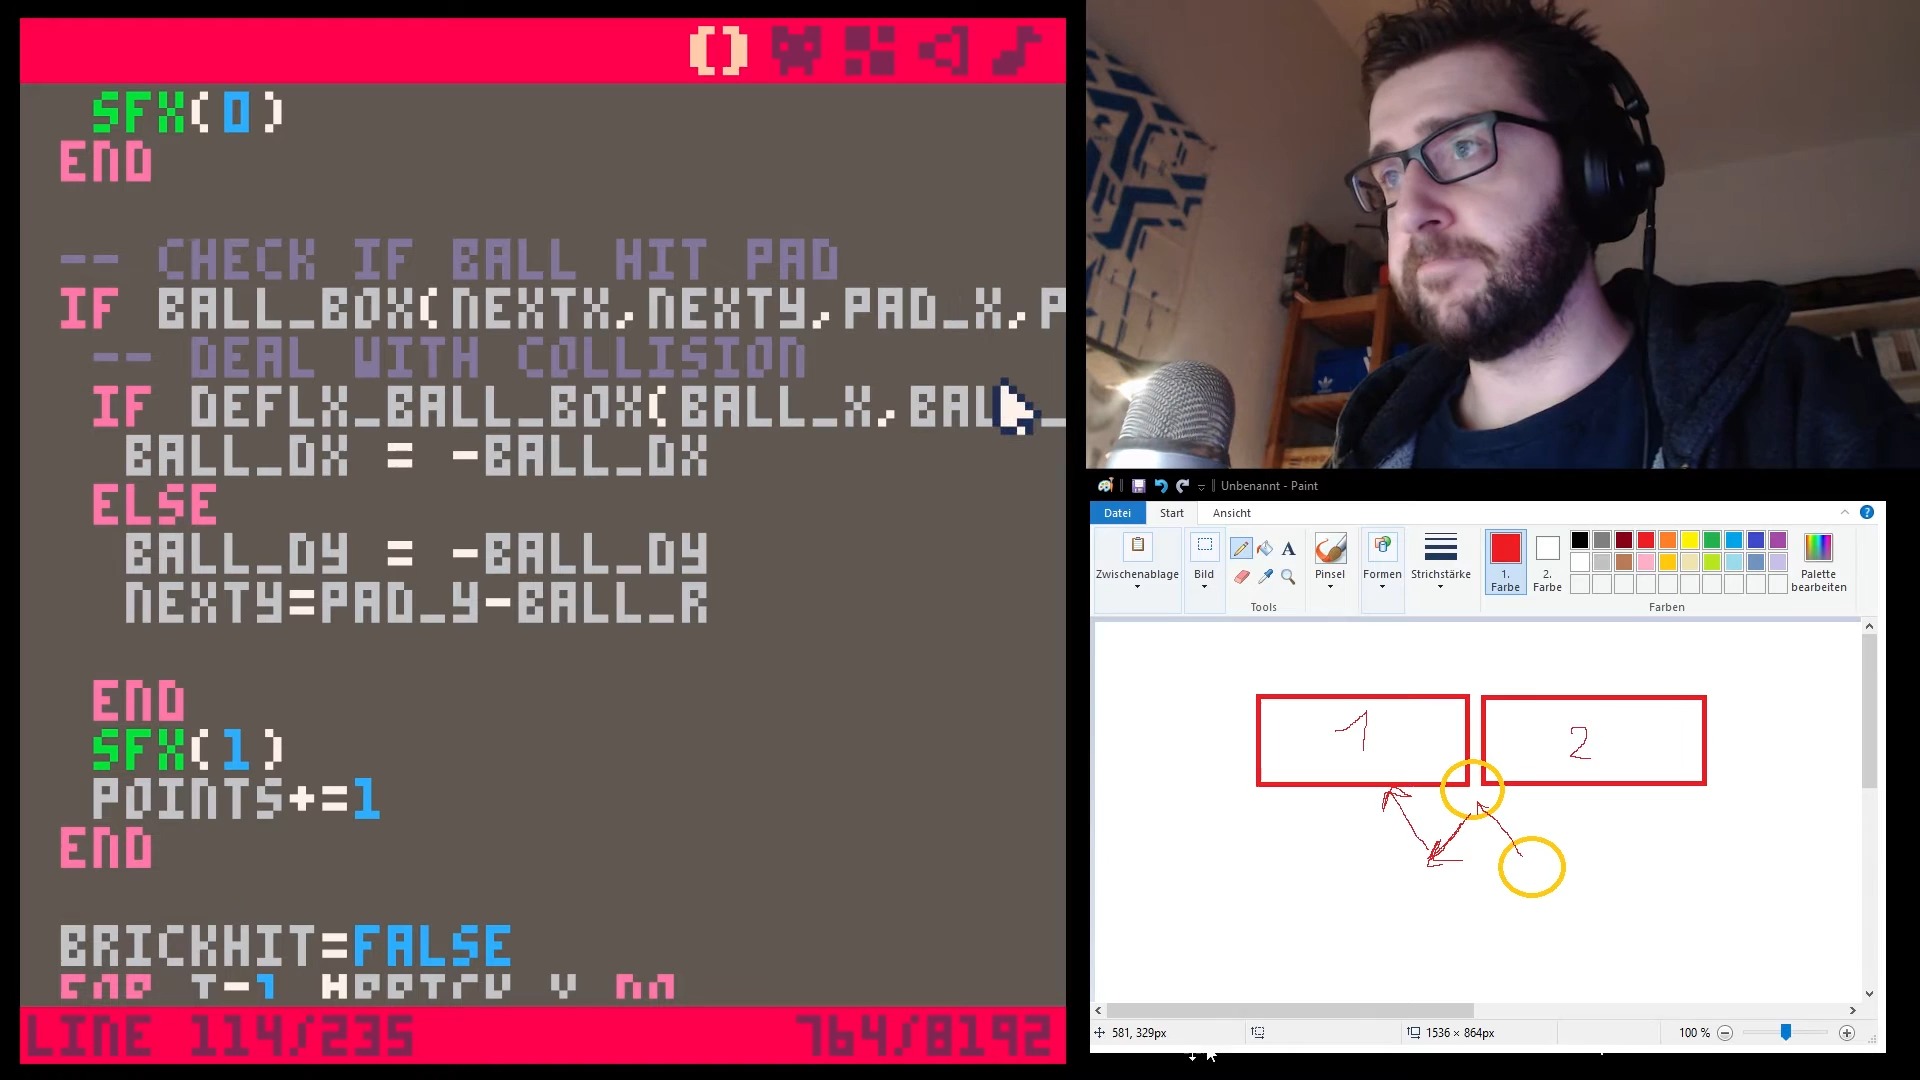 SFX(0)
END
-- CHECK IF BALL HIT PAD
IF BALL_BOX(NEXTX,NEXTY,PAD_X,P
-- DEAL WITH COLLISION
IF DEFLX_BALL_BOX(BALL_X,BAL
BALL_DX = -BALL_DX
ELSE
BALL_DY = -BALL_DY
NEXTY=PAD_Y-BALL_R
END
SFX(1)
POINTS+=1
END
BRICKHIT=FALSE
LINE 114/235 764/8192
Unbenannt - Paint
Datei Start Ansicht
Zwischenablage Bild Tools Pinsel Formen Strichstärke 1. Farbe 2. Farbe Farben Palette bearbeiten
1 2
581, 329px 1536 × 864px 100 %